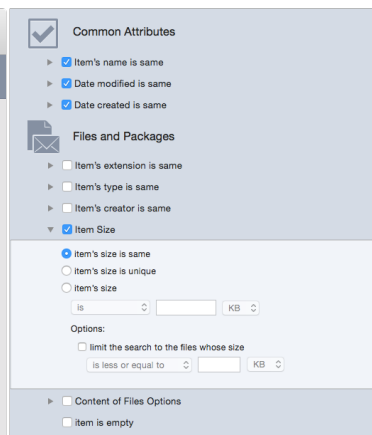 Common Attributes
Item's name is same
Date modified is same
Date created is same
Files and Packages
Item's extension is same
Item's type is same
Item's creator is same
Item Size
item's size is same
item's size is unique
item's size
is KB
Options:
limit the search to the files whose size
is less or equal to KB
Content of Files Options
item is empty